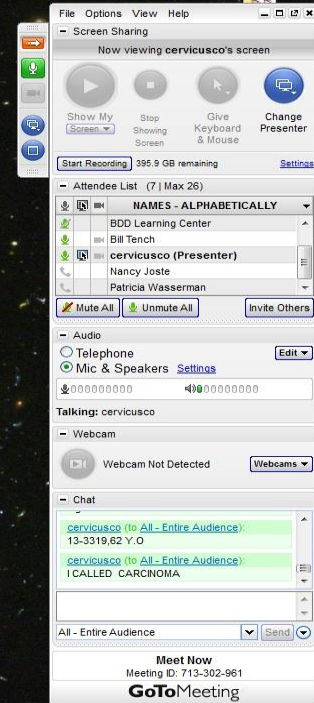 File Options View Help
Screen Sharing
Now viewing cervicusco's screen
Show My
Screen
Stop
Showing
Screen
Give
Keyboard
& Mouse
Change
Presenter
Start Recording 395.9 GB remaining Settings
Attendee List (7 | Max 26)
NAMES - ALPHABETICALLY
BDD Learning Center
Bill Tench
cervicusco (Presenter)
Nancy Joste
Patricia Wasserman
Mute All Unmute All Invite Others
Audio
Telephone Edit
Mic & Speakers Settings
Talking: cervicusco
Webcam
Webcam Not Detected Webcams
Chat
cervicusco (to All - Entire Audience):
13-3319,62 Y.O
cervicusco (to All - Entire Audience):
I CALLED CARCINOMA
All - Entire Audience Send
Meet Now
Meeting ID: 713-302-961
GoToMeeting